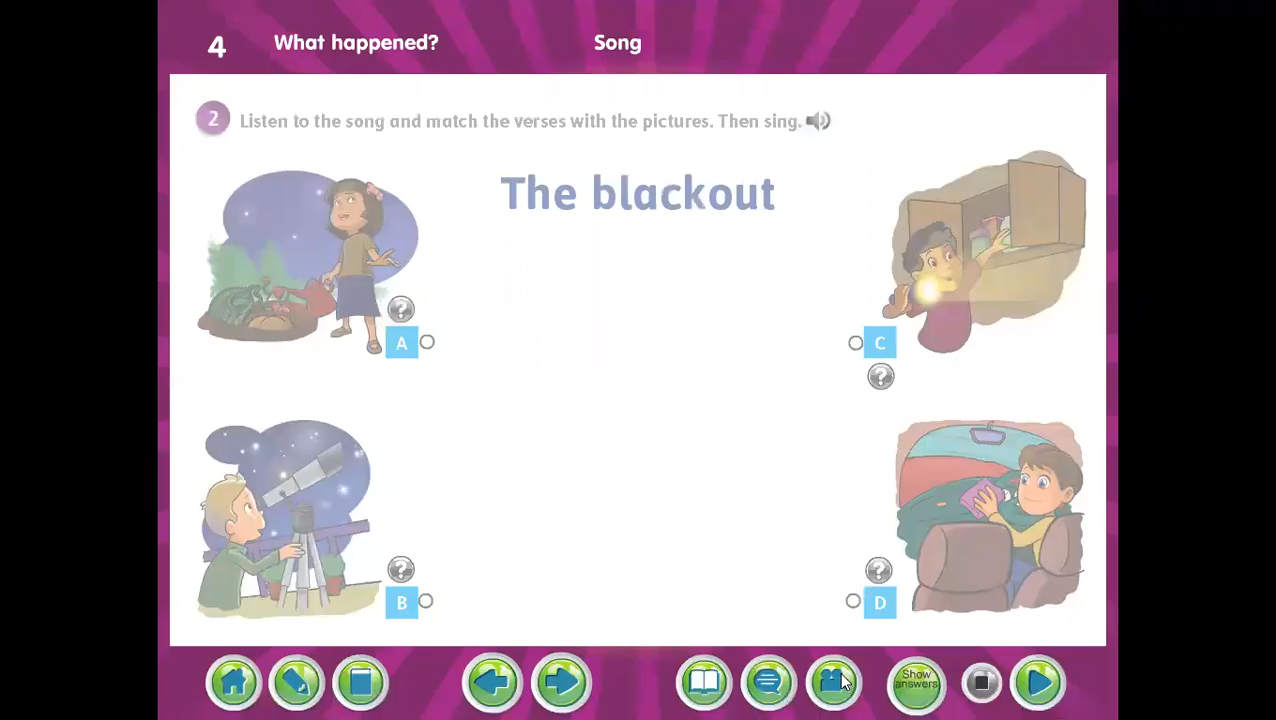 4 What happened? Song
2 Listen to the song and match the verses with the pictures. Then sing.
The blackout
?
A
C
?
?
B
?
D
Show
answers